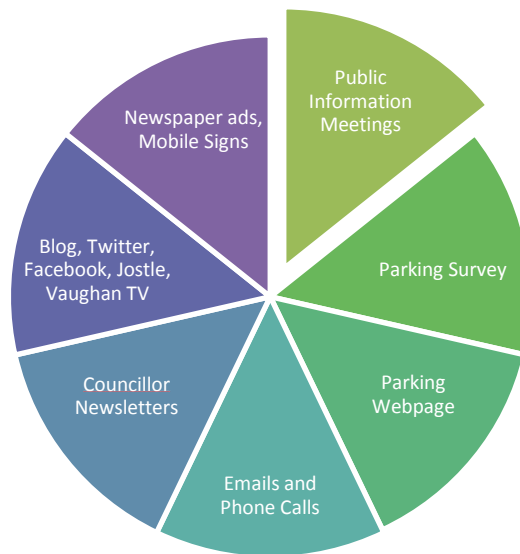 Public
Information
Meetings
Parking Survey
Parking
Webpage
Emails and
Phone Calls
Councillor
Newsletters
Blog, Twitter,
Facebook, Jostle,
Vaughan TV
Newspaper ads,
Mobile Signs